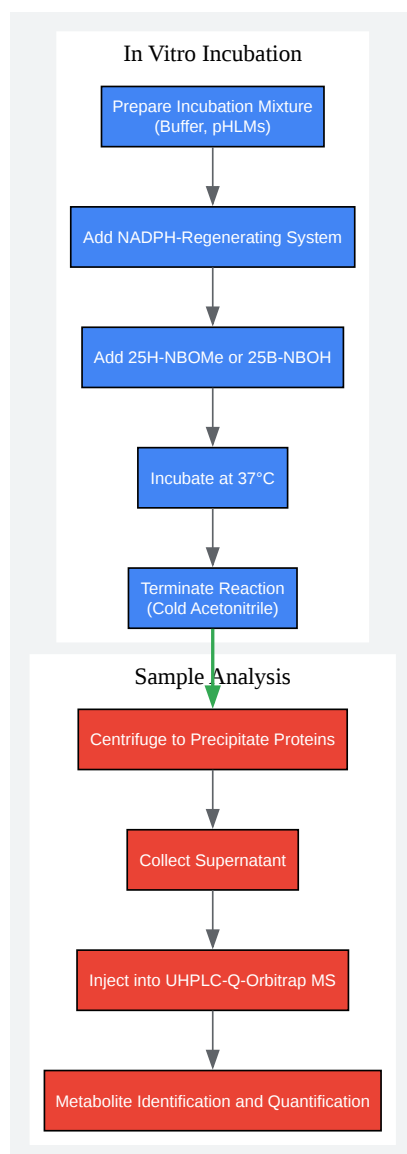 In Vitro Incubation
Prepare Incubation Mixture
(Buffer, pHLMs)
Add NADPH-Regenerating System
Add 25H-NBOMe or 25B-NBOH
Incubate at 37°C
Terminate Reaction
(Cold Acetonitrile)
Sample Analysis
Centrifuge to Precipitate Proteins
Collect Supernatant
Inject into UHPLC-Q-Orbitrap MS
Metabolite Identification and Quantification